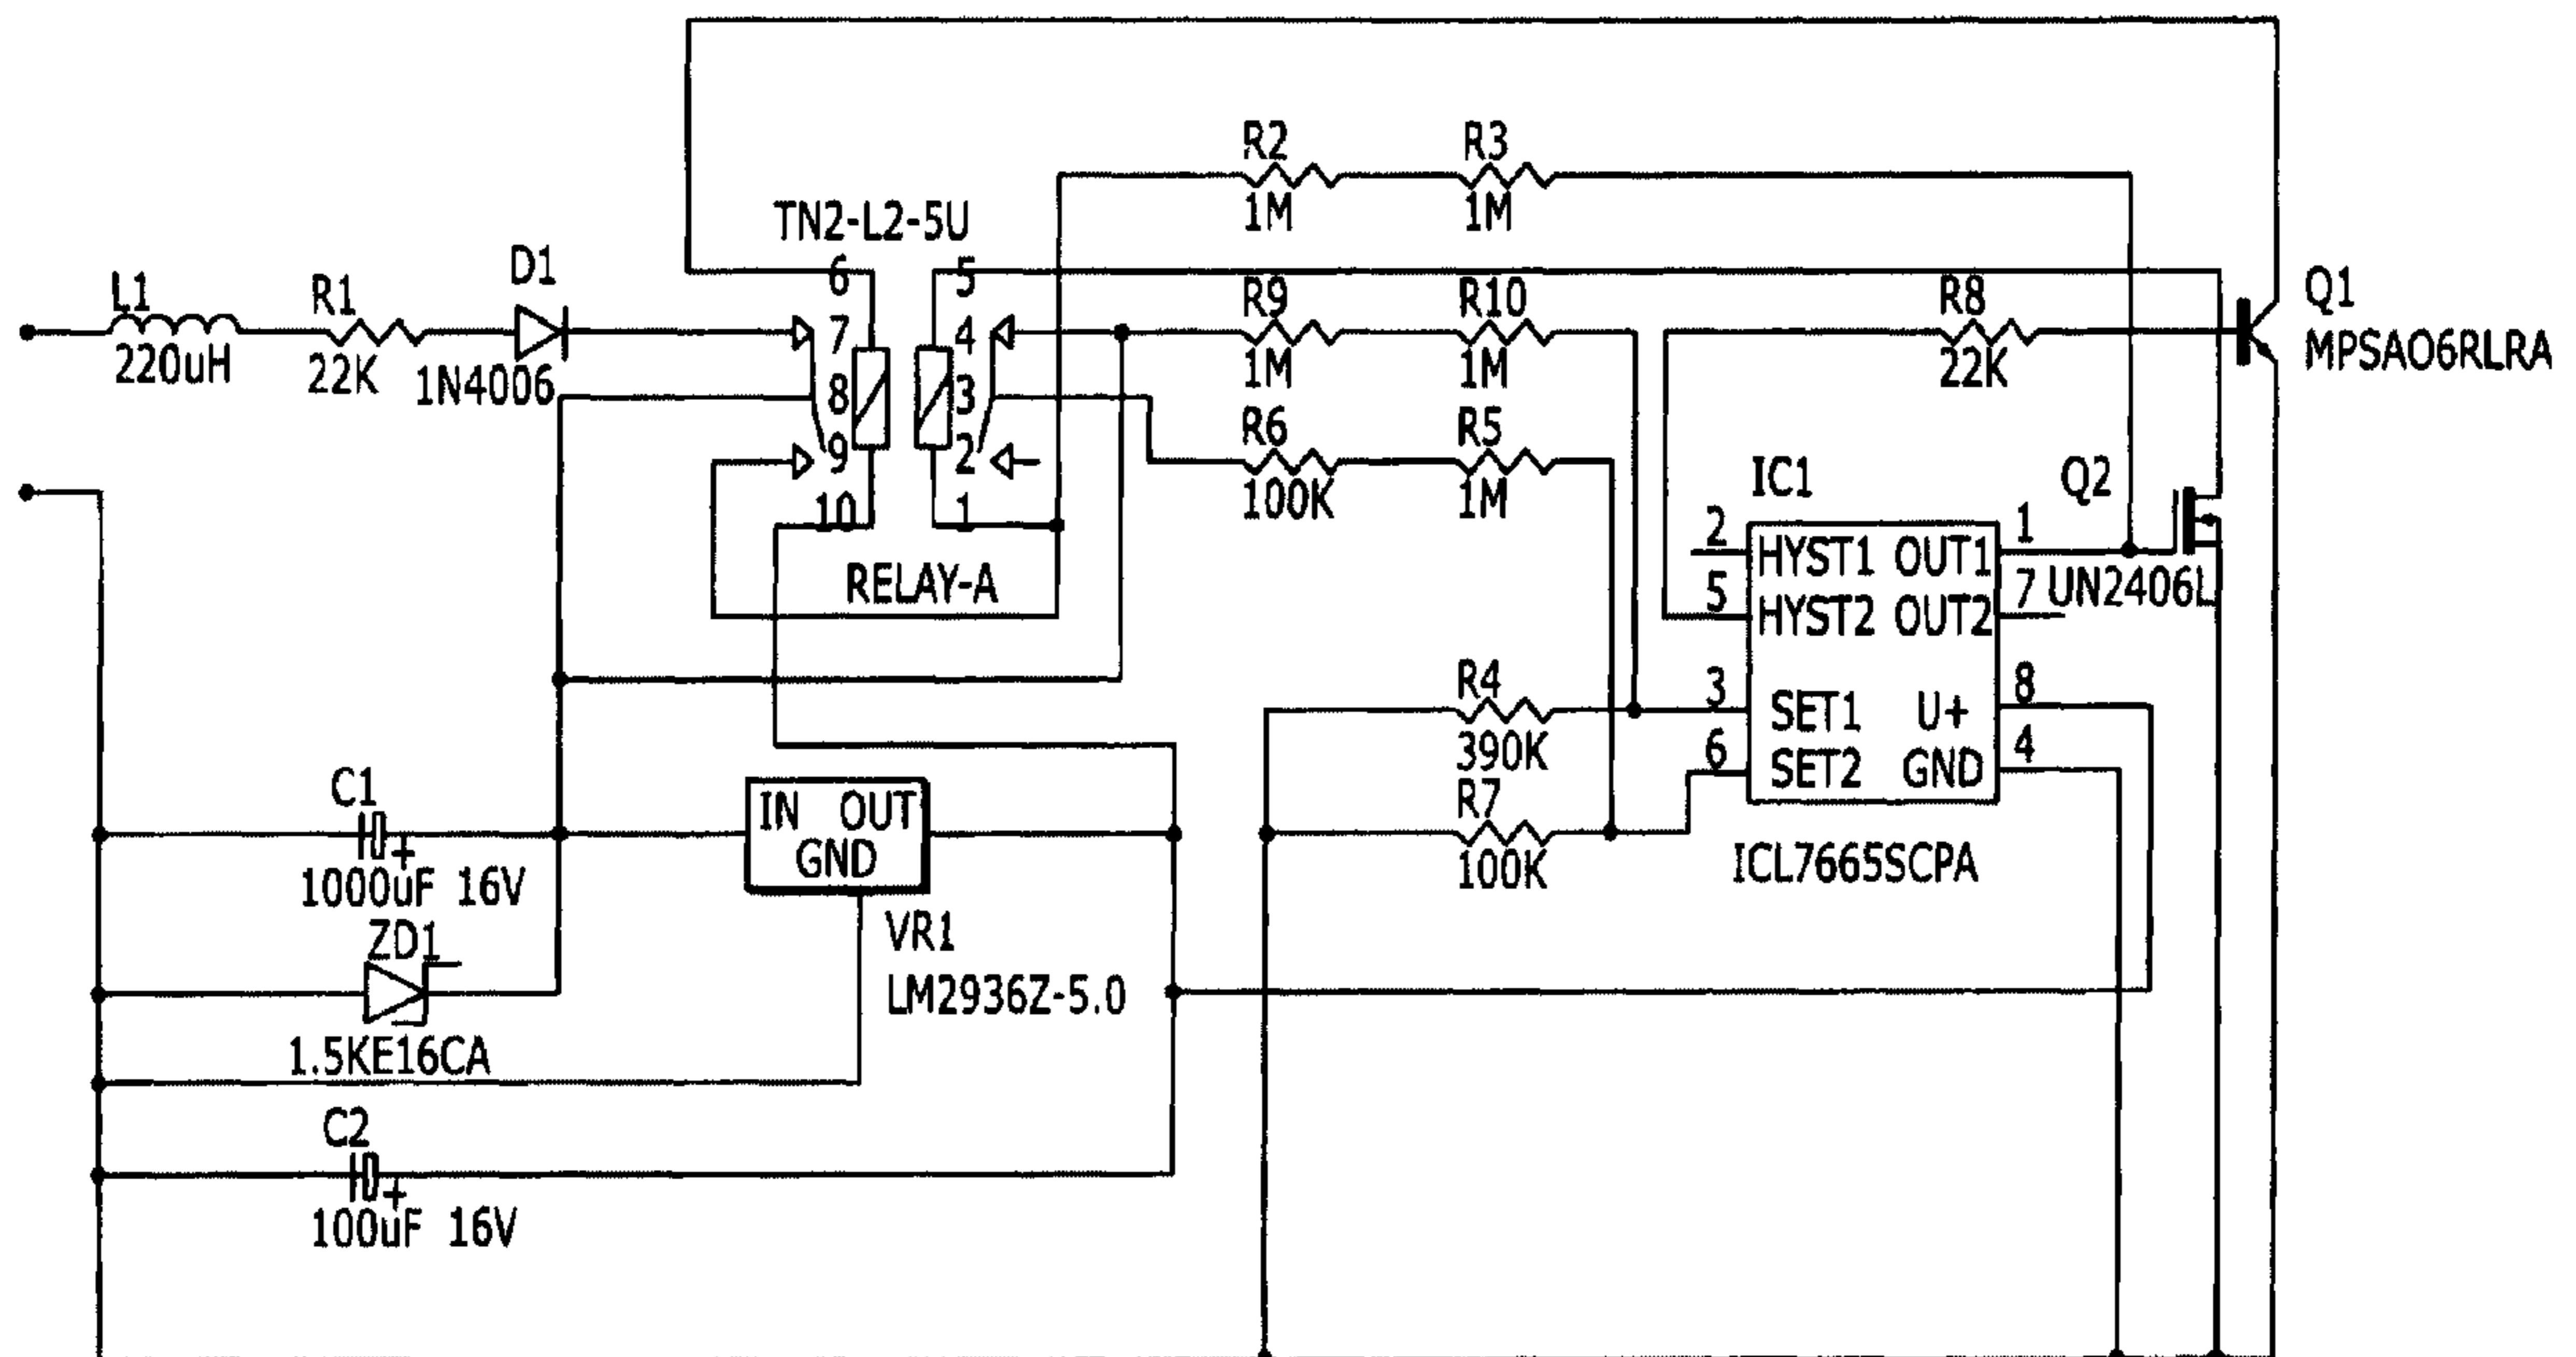 R2
R3
1M
1M
TN2-L2-5U
D1
6
5
L1
R1
R9
R10
R8
Q1
7
4
220uH
22K
1N4006
1M
1M
22K
MPSAO6RLRA
8
3
R6
R5
9
2
100K
1M
IC1
Q2
10
1
2
HYST1
OUT1
1
RELAY-A
5
HYST2
OUT2
7
UN2406L
R4
3
SET1
U+
8
390K
6
SET2
GND
4
C1
IN
OUT
GND
R7
100K
ICL7665SCPA
+
1000uF 16V
ZD1
VR1
LM2936Z-5.0
1.5KE16CA
C2
+
100uF 16V